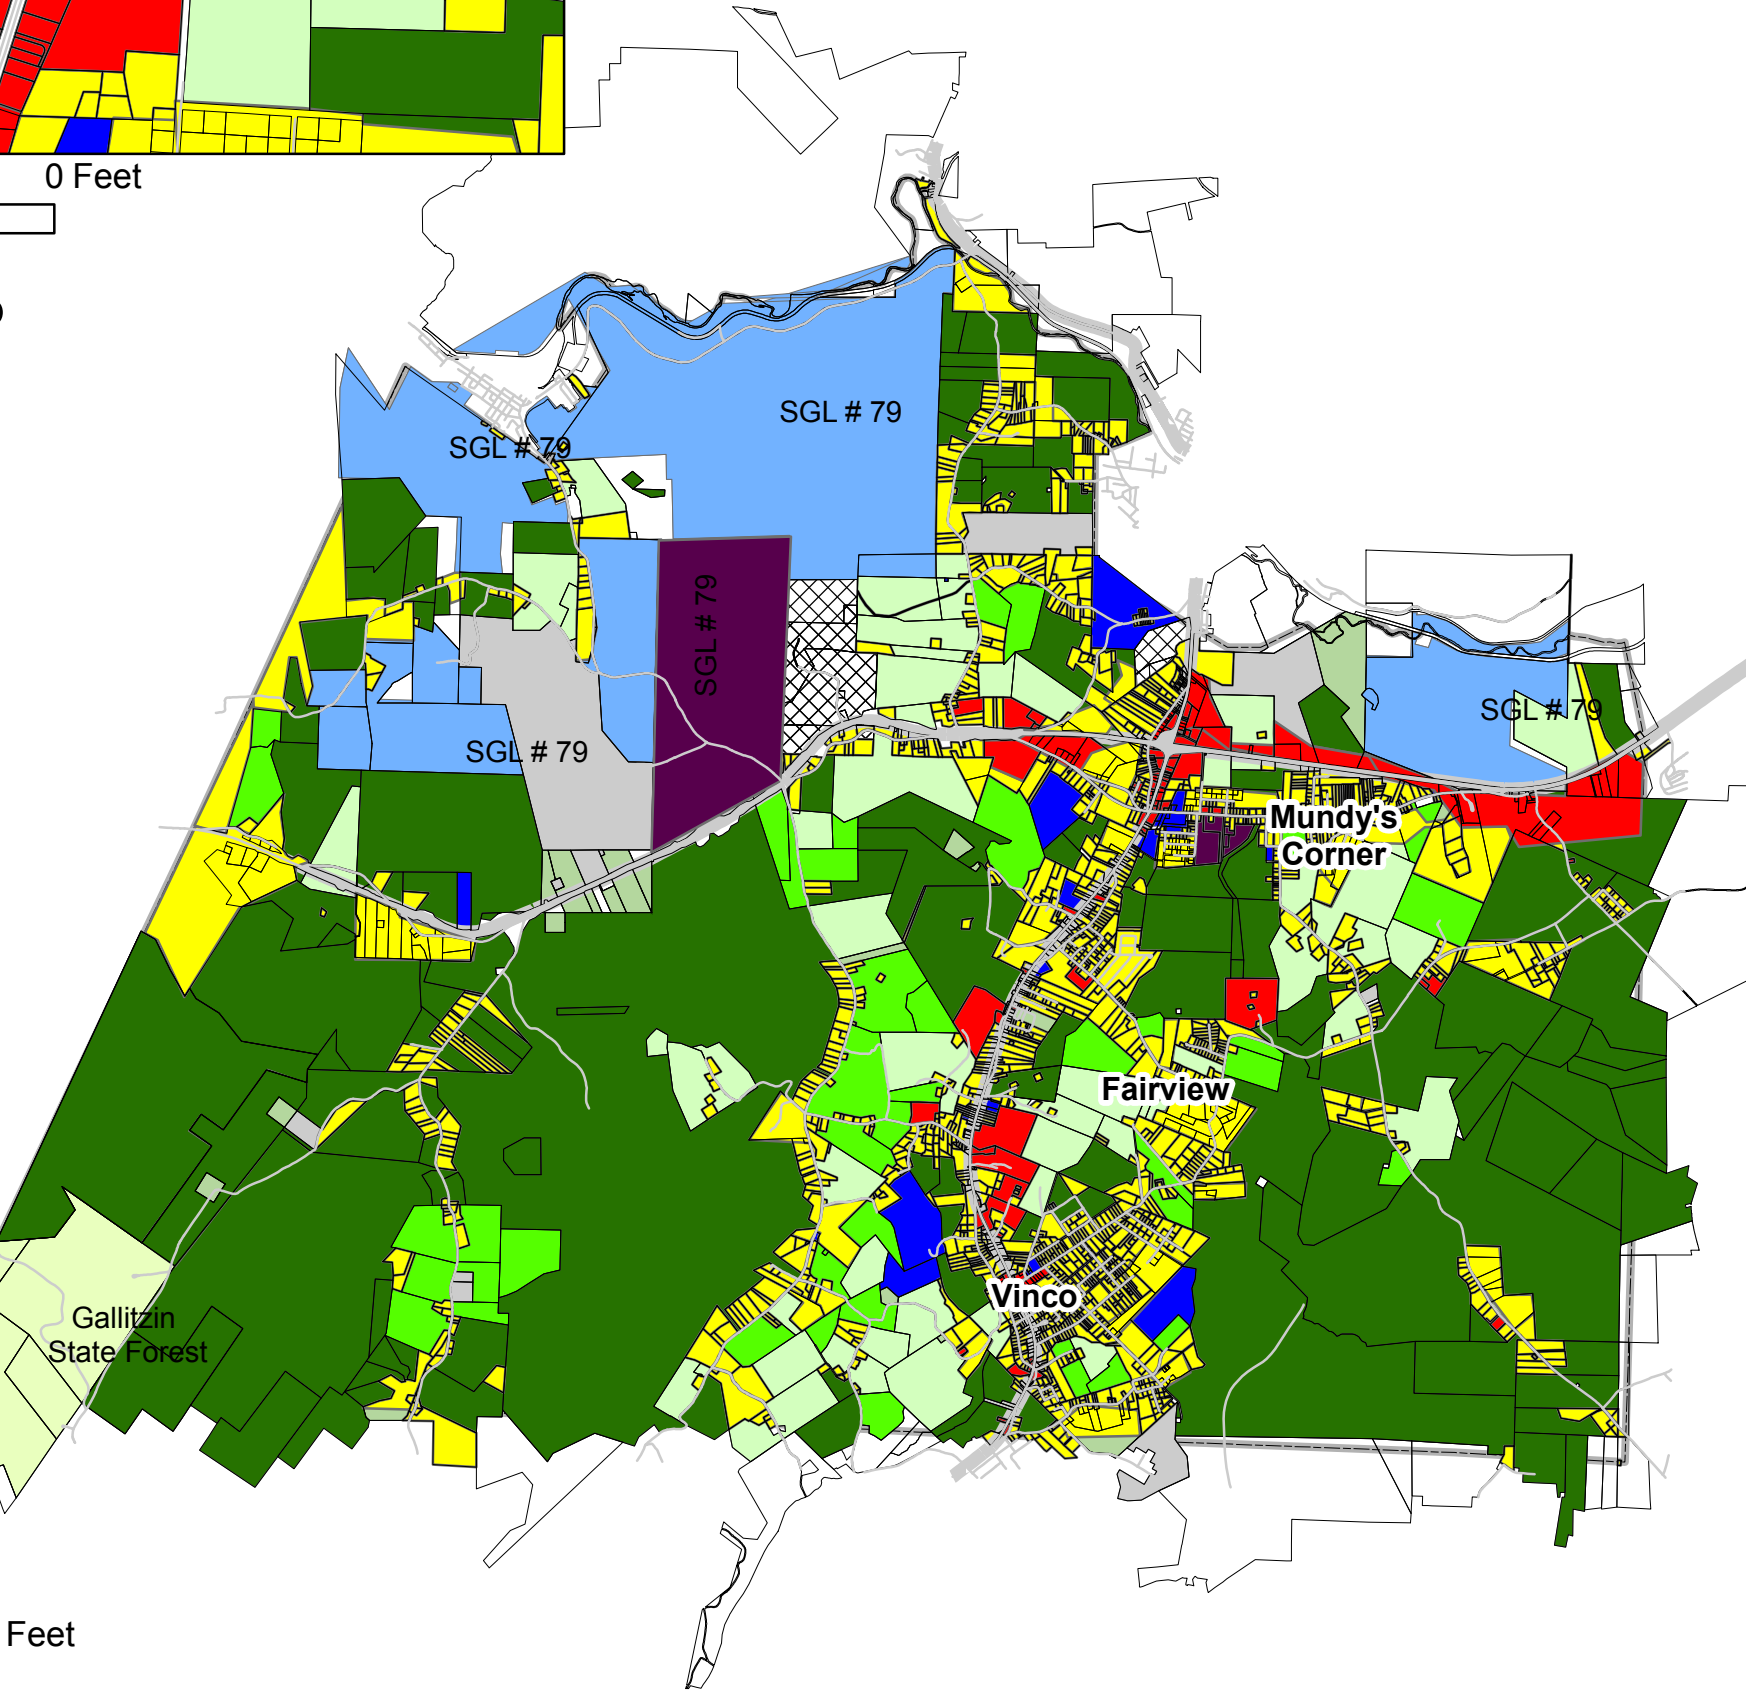 0 Feet
SGL # 79
SGL # 79
SGL # 79
SGL # 79
SGL # 79
Mundy's
Corner
Fairview
Vinco
Gallitzin
State Forest
Feet